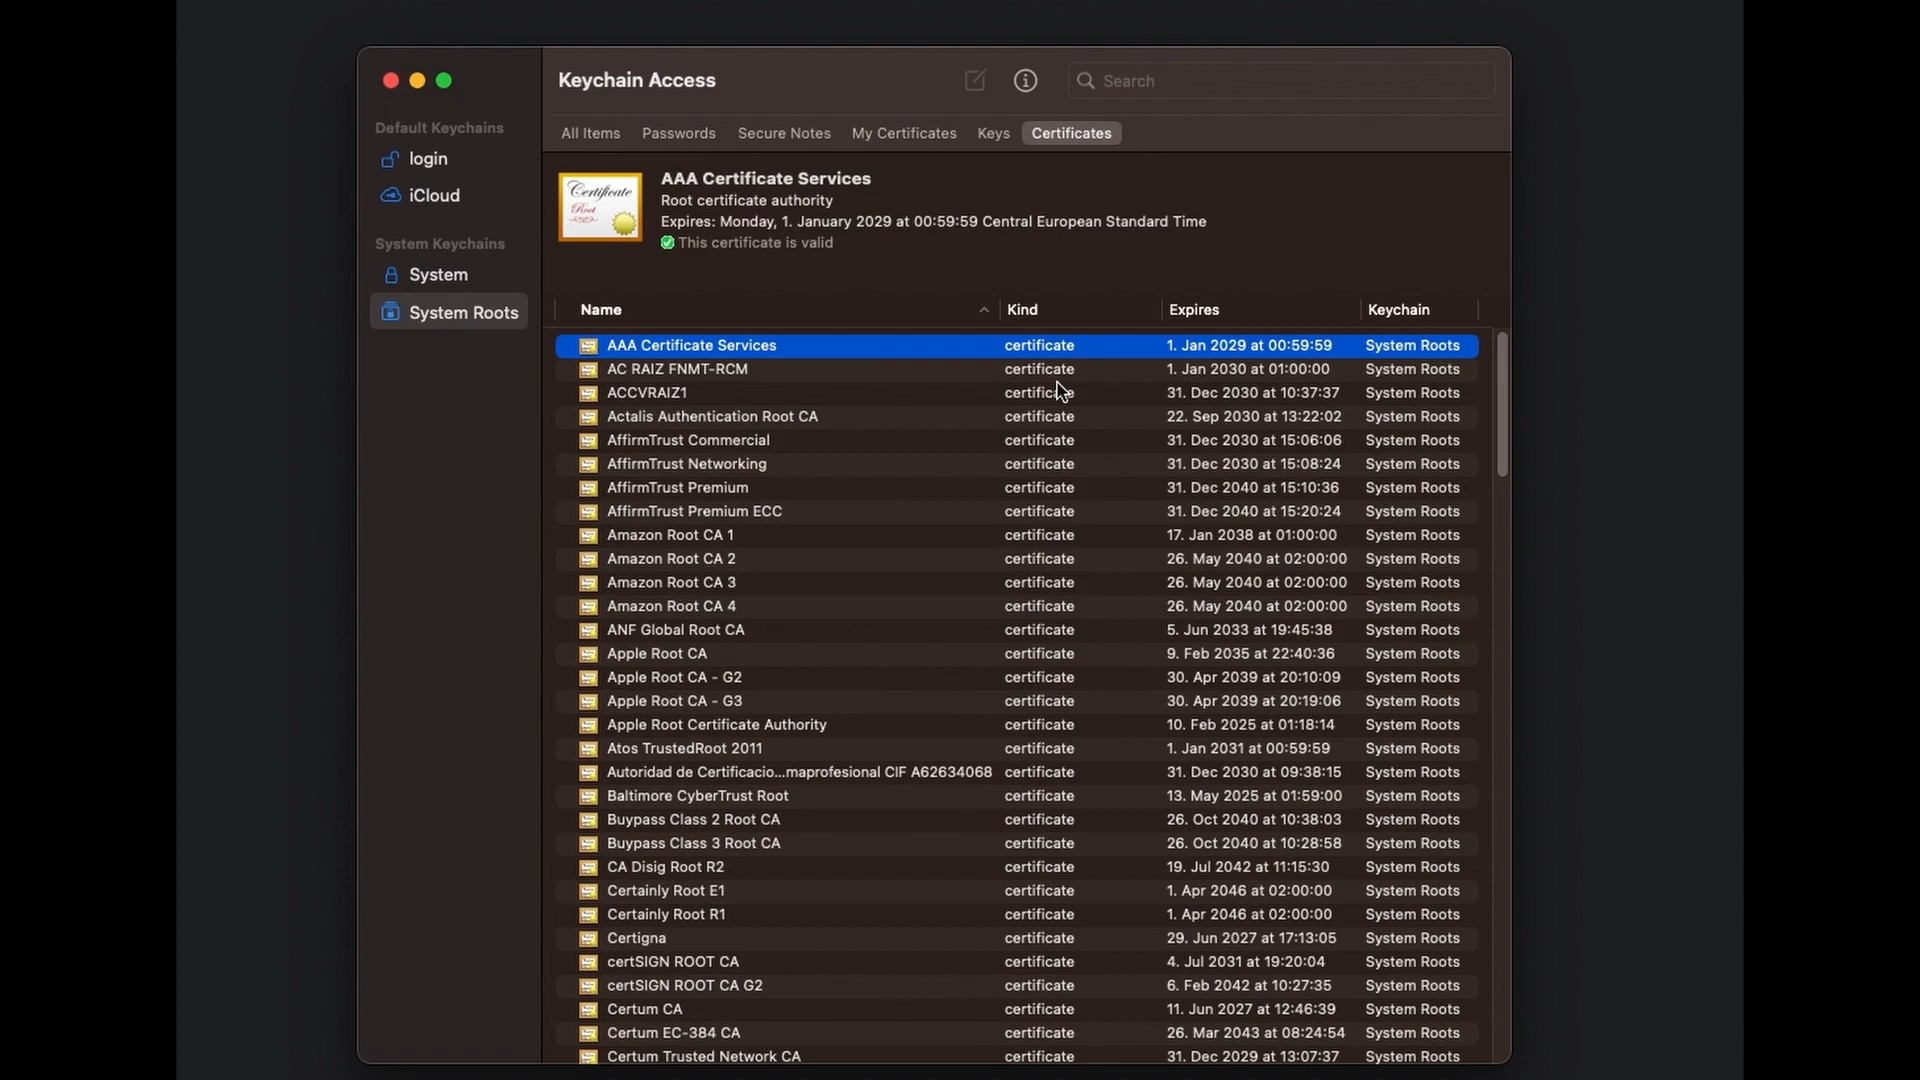 Keychain Access
Search
Default Keychains
login
iCloud
System Keychains
System
System Roots
All Items Passwords Secure Notes My Certificates Keys Certificates
Certificate
Root
AAA Certificate Services
Root certificate authority
Expires: Monday, 1. January 2029 at 00:59:59 Central European Standard Time
This certificate is valid
Name Kind Expires Keychain
AAA Certificate Services certificate 1. Jan 2029 at 00:59:59 System Roots
AC RAIZ FNMT-RCM certificate 1. Jan 2030 at 01:00:00 System Roots
ACCVRAIZ1 certificate 31. Dec 2030 at 10:37:37 System Roots
Actalis Authentication Root CA certificate 22. Sep 2030 at 13:22:02 System Roots
AffirmTrust Commercial certificate 31. Dec 2030 at 15:06:06 System Roots
AffirmTrust Networking certificate 31. Dec 2030 at 15:08:24 System Roots
AffirmTrust Premium certificate 31. Dec 2040 at 15:10:36 System Roots
AffirmTrust Premium ECC certificate 31. Dec 2040 at 15:20:24 System Roots
Amazon Root CA 1 certificate 17. Jan 2038 at 01:00:00 System Roots
Amazon Root CA 2 certificate 26. May 2040 at 02:00:00 System Roots
Amazon Root CA 3 certificate 26. May 2040 at 02:00:00 System Roots
Amazon Root CA 4 certificate 26. May 2040 at 02:00:00 System Roots
ANF Global Root CA certificate 5. Jun 2033 at 19:45:38 System Roots
Apple Root CA certificate 9. Feb 2035 at 22:40:36 System Roots
Apple Root CA - G2 certificate 30. Apr 2039 at 20:10:09 System Roots
Apple Root CA - G3 certificate 30. Apr 2039 at 20:19:06 System Roots
Apple Root Certificate Authority certificate 10. Feb 2025 at 01:18:14 System Roots
Atos TrustedRoot 2011 certificate 1. Jan 2031 at 00:59:59 System Roots
Autoridad de Certificacio...maprofesional CIF A62634068 certificate 31. Dec 2030 at 09:38:15 System Roots
Baltimore CyberTrust Root certificate 13. May 2025 at 01:59:00 System Roots
Buypass Class 2 Root CA certificate 26. Oct 2040 at 10:38:03 System Roots
Buypass Class 3 Root CA certificate 26. Oct 2040 at 10:28:58 System Roots
CA Disig Root R2 certificate 19. Jul 2042 at 11:15:30 System Roots
Certainly Root E1 certificate 1. Apr 2046 at 02:00:00 System Roots
Certainly Root R1 certificate 1. Apr 2046 at 02:00:00 System Roots
Certigna certificate 29. Jun 2027 at 17:13:05 System Roots
certSIGN ROOT CA certificate 4. Jul 2031 at 19:20:04 System Roots
certSIGN ROOT CA G2 certificate 6. Feb 2042 at 10:27:35 System Roots
Certum CA certificate 11. Jun 2027 at 12:46:39 System Roots
Certum EC-384 CA certificate 26. Mar 2043 at 08:24:54 System Roots
Certum Trusted Network CA certificate 31. Dec 2029 at 13:07:37 System Roots